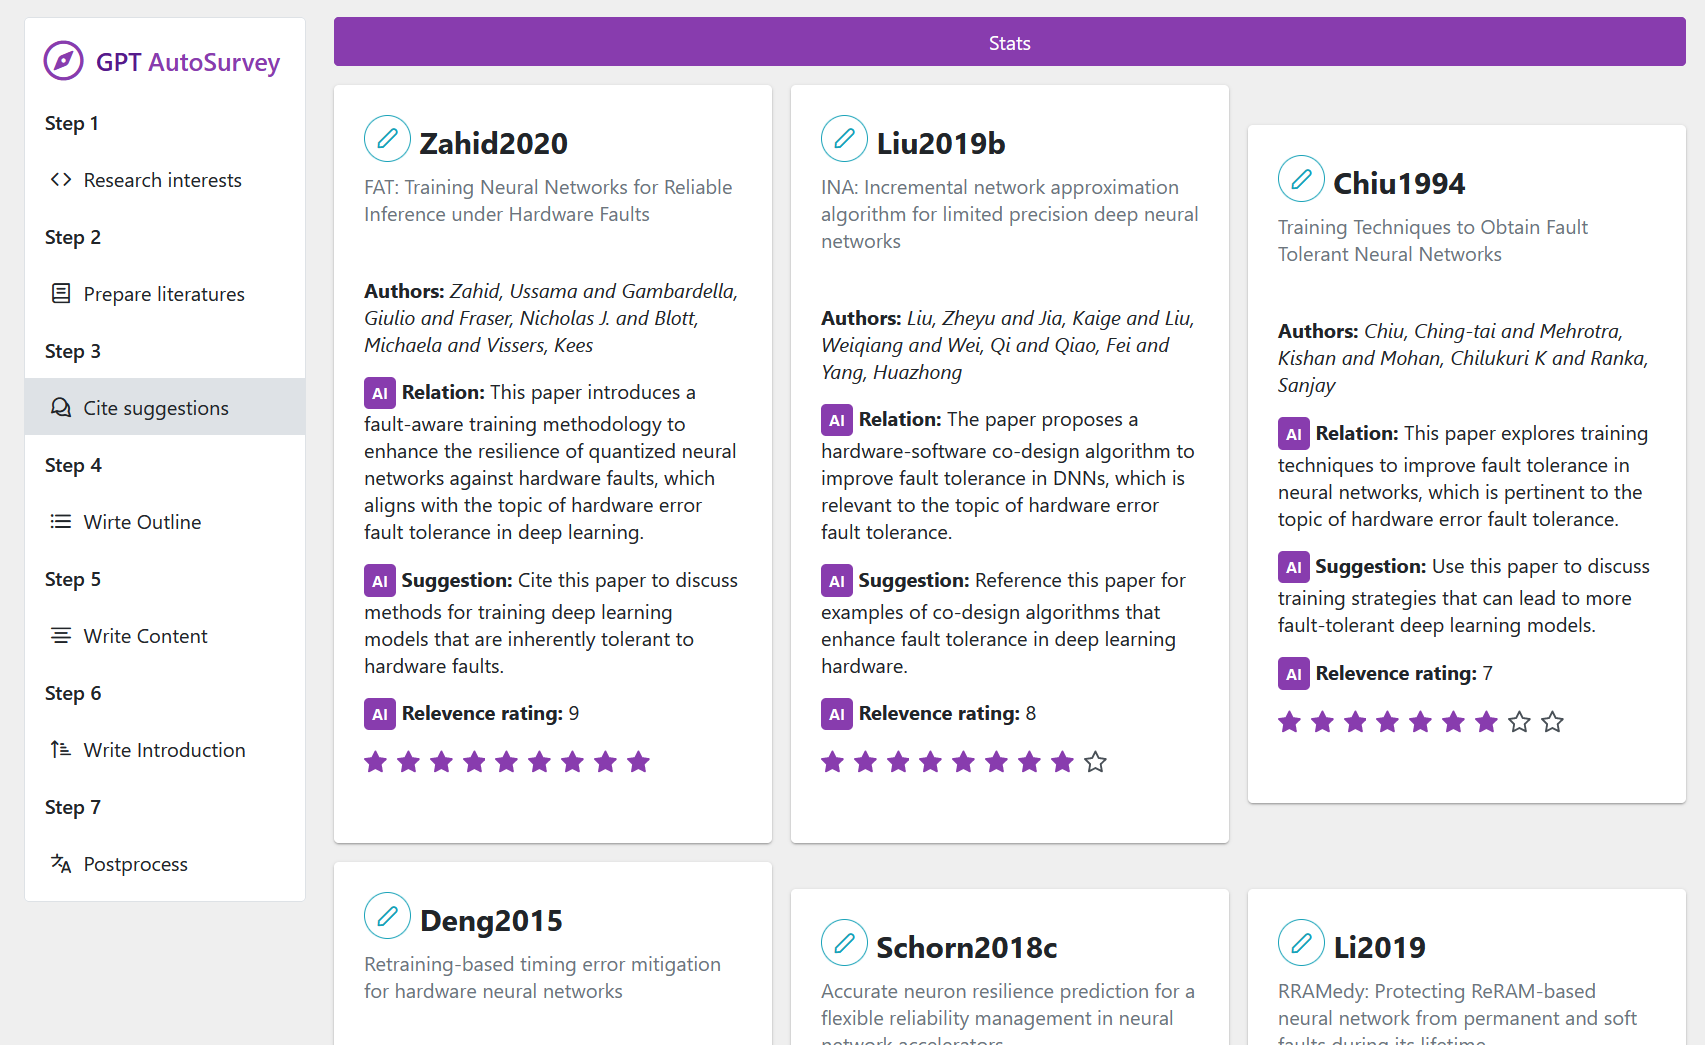 GPT AutoSurvey
Step 1
Research interests
Step 2
Prepare literatures
Step 3
Cite suggestions
Step 4
Wirte Outline
Step 5
Write Content
Step 6
Write Introduction
Step 7
Postprocess
Stats
Zahid2020
FAT: Training Neural Networks for Reliable
Inference under Hardware Faults
Authors: Zahid, Ussama and Gambardella,
Giulio and Fraser, Nicholas J. and Blott,
Michaela and Vissers, Kees
AI Relation: This paper introduces a
fault-aware training methodology to
enhance the resilience of quantized neural
networks against hardware faults, which
aligns with the topic of hardware error
fault tolerance in deep learning.
AI Suggestion: Cite this paper to discuss
methods for training deep learning
models that are inherently tolerant to
hardware faults.
AI Relevence rating: 9
Liu2019b
INA: Incremental network approximation
algorithm for limited precision deep neural
networks
Authors: Liu, Zheyu and Jia, Kaige and Liu,
Weiqiang and Wei, Qi and Qiao, Fei and
Yang, Huazhong
AI Relation: The paper proposes a
hardware-software co-design algorithm to
improve fault tolerance in DNNs, which is
relevant to the topic of hardware error
fault tolerance.
AI Suggestion: Reference this paper for
examples of co-design algorithms that
enhance fault tolerance in deep learning
hardware.
AI Relevence rating: 8
Chiu1994
Training Techniques to Obtain Fault
Tolerant Neural Networks
Authors: Chiu, Ching-tai and Mehrotra,
Kishan and Mohan, Chilukuri K and Ranka,
Sanjay
AI Relation: This paper explores training
techniques to improve fault tolerance in
neural networks, which is pertinent to the
topic of hardware error fault tolerance.
AI Suggestion: Use this paper to discuss
training strategies that can lead to more
fault-tolerant deep learning models.
AI Relevence rating: 7
Deng2015
Retraining-based timing error mitigation
for hardware neural networks
Schorn2018c
Accurate neuron resilience prediction for a
flexible reliability management in neural
network accelerators
Li2019
RRAMedy: Protecting ReRAM-based
neural network from permanent and soft
faults during its lifetime